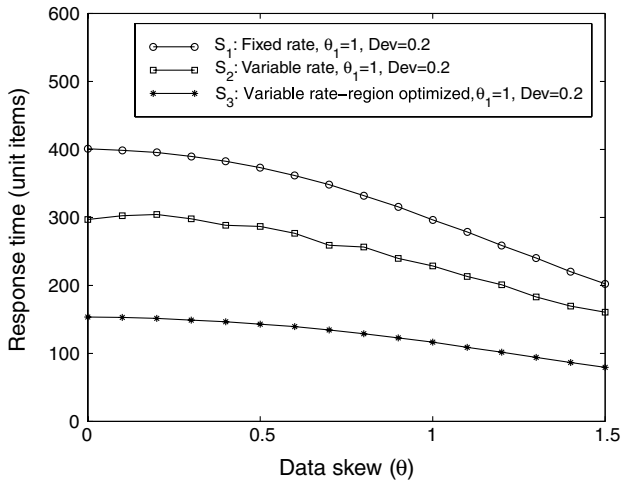 600
500
400
300
200
100
0
Response time (unit items)
S1: Fixed rate, θ1=1, Dev=0.2
S2: Variable rate, θ1=1, Dev=0.2
S3: Variable rate−region optimized,θ1=1, Dev=0.2
0 0.5 1 1.5
Data skew (θ)